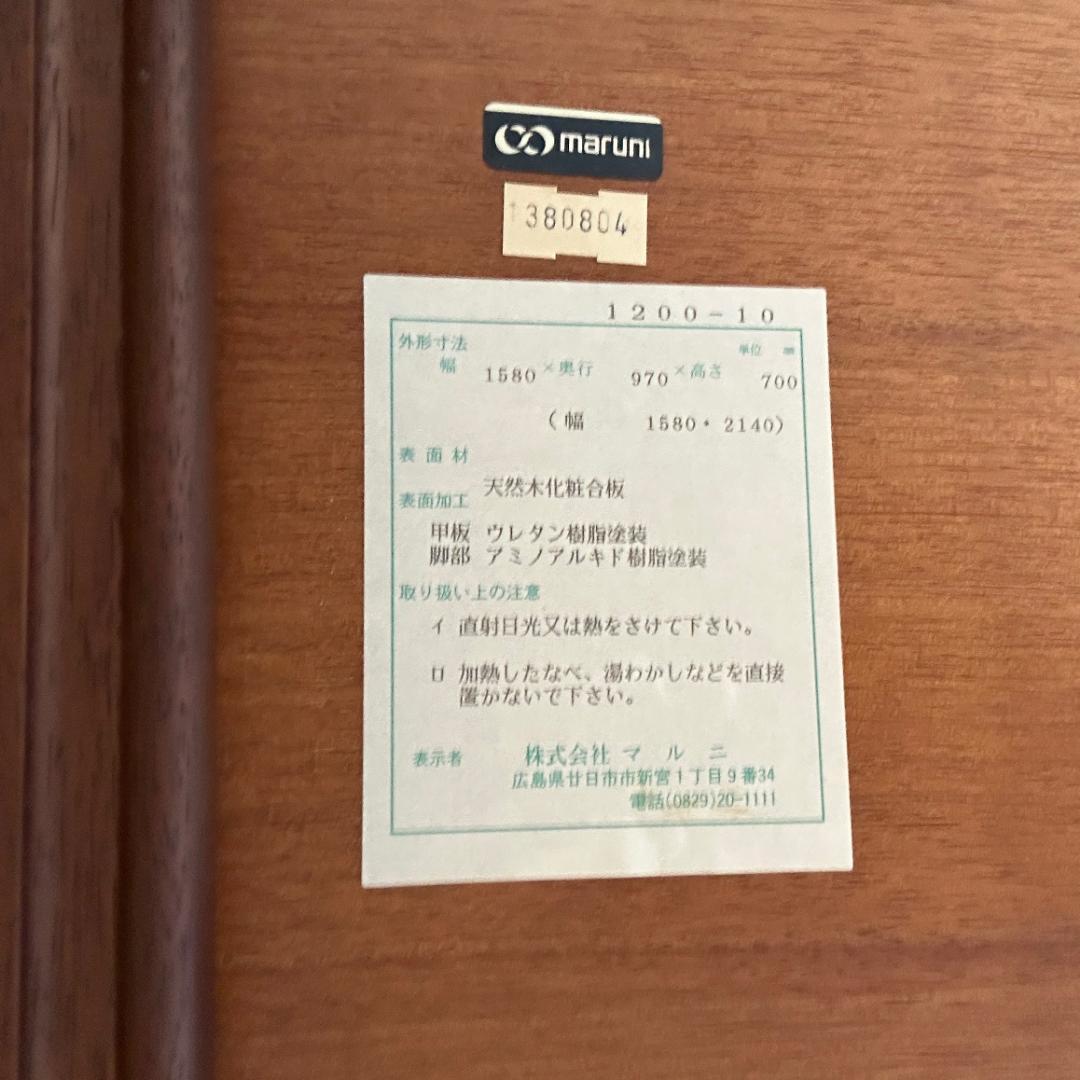 maruni
380804
1200-10
外形寸法
単位 ㎜
幅 1580 × 奥行 970 × 高さ 700
(幅 1580・2140)
表面材
天然木化粧合板
表面加工
甲板 ウレタン樹脂塗装
脚部 アミノアルキド樹脂塗装
取り扱い上の注意
イ 直射日光又は熱をさけて下さい。
ロ 加熱したなべ、湯わかしなどを直接
置かないで下さい。
表示者 株式会社 マルニ
広島県廿日市市新宮1丁目9番34
電話(0829)20-1111